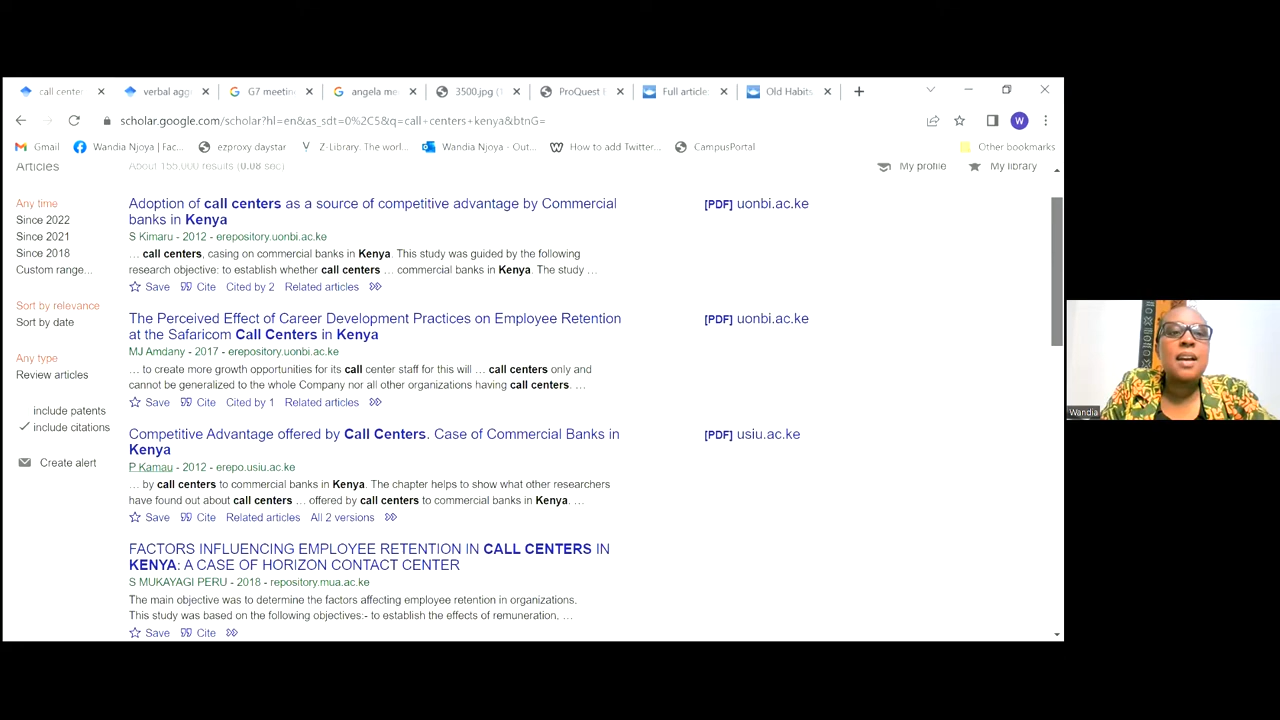 call center
verbal agg
G7 meetin
angela me
3500.jpg (1
ProQuest E
Full article:
Old Habits
scholar.google.com/scholar?hl=en&as_sdt=0%2C5&q=call+centers+kenya&btnG=
W
Gmail
Wandia Njoya | Fac...
ezproxy daystar
Z-Library. The worl...
Wandia Njoya - Out...
How to add Twitter...
CampusPortal
Other bookmarks
Articles
About 155,000 results (0.08 sec)
My profile
My library
Any time
Since 2022
Since 2021
Since 2018
Custom range...
Sort by relevance
Sort by date
Any type
Review articles
include patents
include citations
Create alert
Adoption of call centers as a source of competitive advantage by Commercial
banks in Kenya
S Kimaru - 2012 - erepository.uonbi.ac.ke
… call centers, casing on commercial banks in Kenya. This study was guided by the following
research objective: to establish whether call centers … commercial banks in Kenya. The study …
Save Cite Cited by 2 Related articles
[PDF] uonbi.ac.ke
The Perceived Effect of Career Development Practices on Employee Retention
at the Safaricom Call Centers in Kenya
MJ Amdany - 2017 - erepository.uonbi.ac.ke
… to create more growth opportunities for its call center staff for this will … call centers only and
cannot be generalized to the whole Company nor all other organizations having call centers. …
Save Cite Cited by 1 Related articles
[PDF] uonbi.ac.ke
Competitive Advantage offered by Call Centers. Case of Commercial Banks in
Kenya
P Kamau - 2012 - erepo.usiu.ac.ke
… by call centers to commercial banks in Kenya. The chapter helps to show what other researchers
have found out about call centers … offered by call centers to commercial banks in Kenya. …
Save Cite Related articles All 2 versions
[PDF] usiu.ac.ke
FACTORS INFLUENCING EMPLOYEE RETENTION IN CALL CENTERS IN
KENYA: A CASE OF HORIZON CONTACT CENTER
S MUKAYAGI PERU - 2018 - repository.mua.ac.ke
The main objective was to determine the factors affecting employee retention in organizations.
This study was based on the following objectives:- to establish the effects of remuneration, …
Save Cite
Wandia